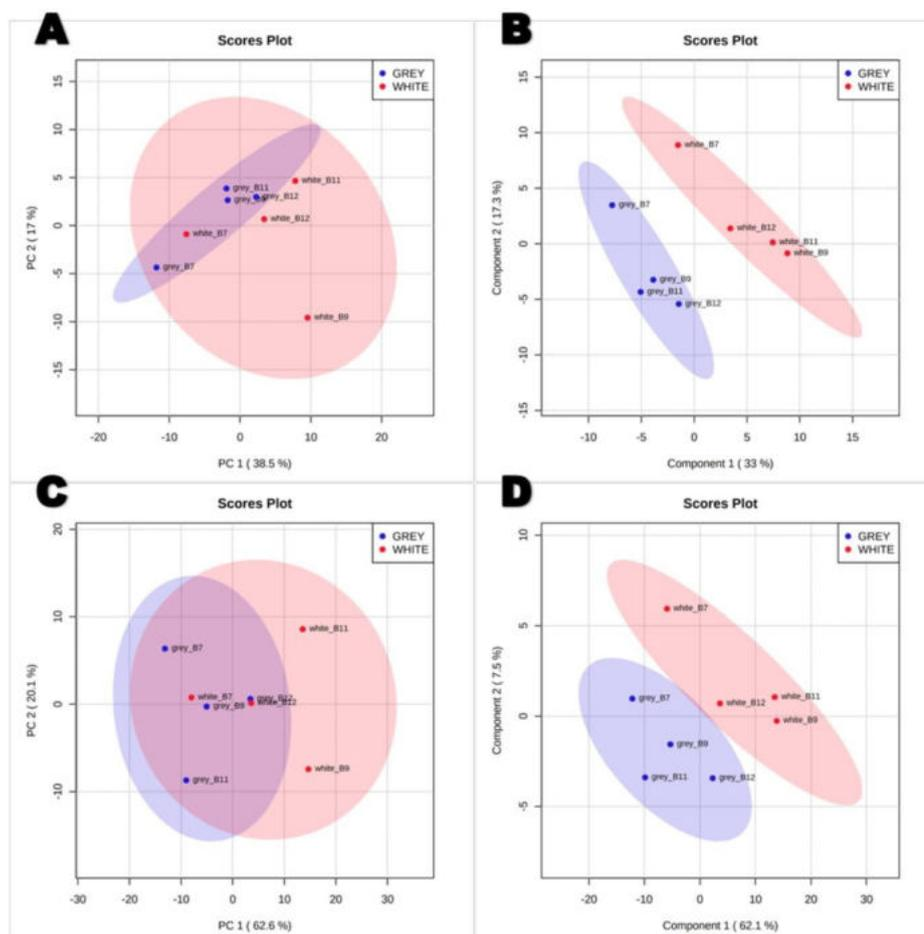 A
Scores Plot
GREY
WHITE
15
10
5
0
-5
-10
-15
PC 2 ( 17 %)
white_B11
grey_B11
grey_B12
white_B12
white_B7
grey_B7
white_B9
-20
-10
0
10
20
PC 1 ( 38.5 %)
B
Scores Plot
GREY
WHITE
15
10
5
0
-5
-10
-15
Component 2 ( 17.3 %)
white_B7
grey_B7
white_B12
white_B11
white_B9
grey_B9
grey_B11
grey_B12
-10
-5
0
5
10
15
Component 1 ( 33 %)
C
Scores Plot
GREY
WHITE
20
10
0
-10
PC 2 ( 20.1 %)
white_B11
grey_B7
white_B7
grey_B12
grey_B9
white_B12
white_B9
grey_B11
-30
-20
-10
0
10
20
30
PC 1 ( 62.6 %)
D
Scores Plot
GREY
WHITE
10
5
0
-5
Component 2 ( 7.5 %)
white_B7
grey_B7
white_B11
white_B12
white_B9
grey_B9
grey_B11
grey_B12
-20
-10
0
10
20
30
Component 1 ( 62.1 %)